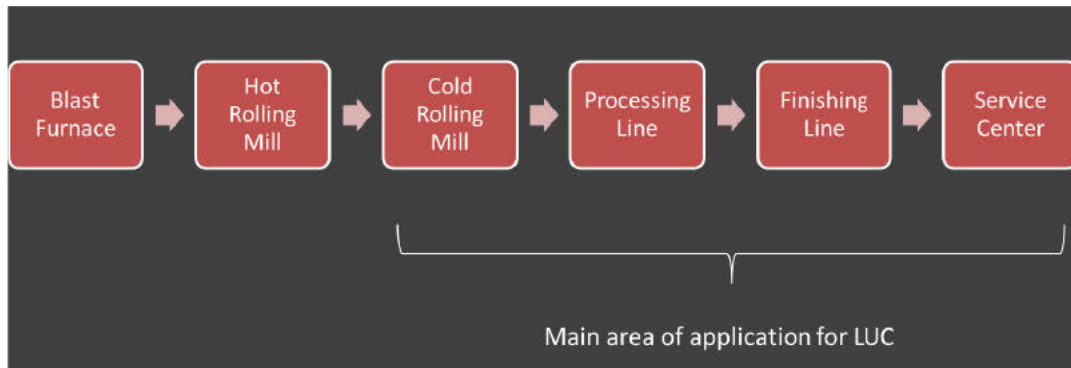 Blast
Furnace
Hot
Rolling
Mill
Cold
Rolling
Mill
Processing
Line
Finishing
Line
Service
Center
Main area of application for LUC